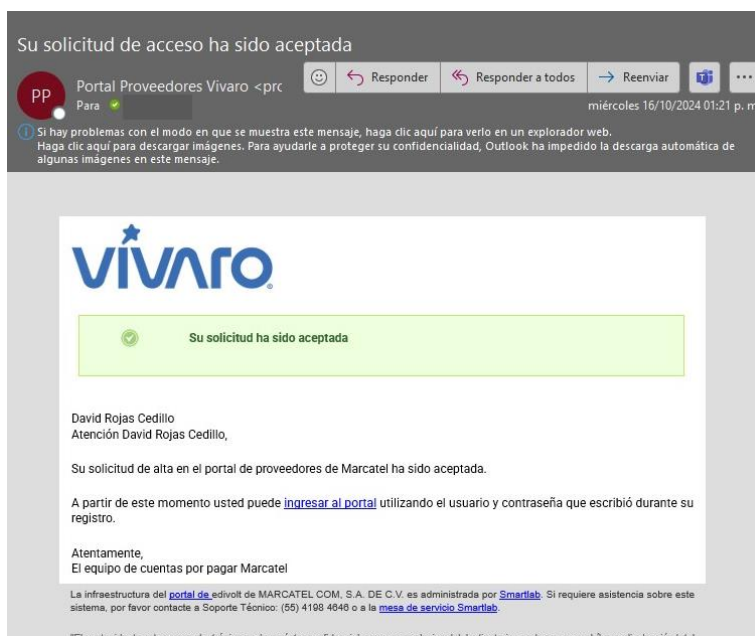 Su solicitud de acceso ha sido aceptada
PP
Portal Proveedores Vivaro <prc
Responder
Responder a todos
Reenviar
Para
miércoles 16/10/2024 01:21 p. m
Si hay problemas con el modo en que se muestra este mensaje, haga clic aquí para verlo en un explorador web.
Haga clic aquí para descargar imágenes. Para ayudarle a proteger su confidencialidad, Outlook ha impedido la descarga automática de
algunas imágenes en este mensaje.
vívaro
Su solicitud ha sido aceptada
David Rojas Cedillo
Atención David Rojas Cedillo,
Su solicitud de alta en el portal de proveedores de Marcatel ha sido aceptada.
A partir de este momento usted puede ingresar al portal utilizando el usuario y contraseña que escribió durante su
registro.
Atentamente,
El equipo de cuentas por pagar Marcatel
La infraestructura del portal de edivolt de MARCATEL COM, S.A. DE C.V. es administrada por Smartlab. Si requiere asistencia sobre este
sistema, por favor contacte a Soporte Técnico: (55) 4198 4646 o a la mesa de servicio Smartlab.